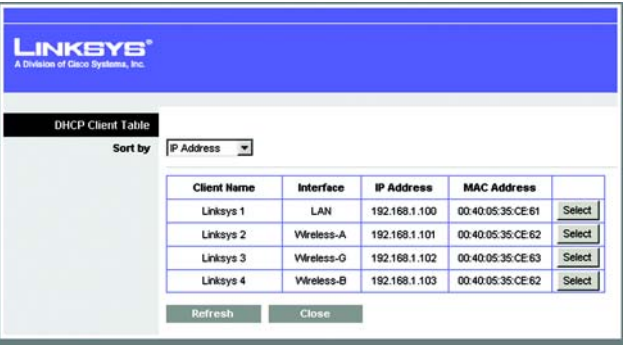 LINKSYS®
A Division of Cisco Systems, Inc.
DHCP Client Table
Sort by IP Address
Client Name Interface IP Address MAC Address
Linksys 1 LAN 192.168.1.100 00:40:05:35:CE:61 Select
Linksys 2 Wireless-A 192.168.1.101 00:40:05:35:CE:62 Select
Linksys 3 Wireless-G 192.168.1.102 00:40:05:35:CE:63 Select
Linksys 4 Wireless-B 192.168.1.103 00:40:05:35:CE:62 Select
Refresh Close